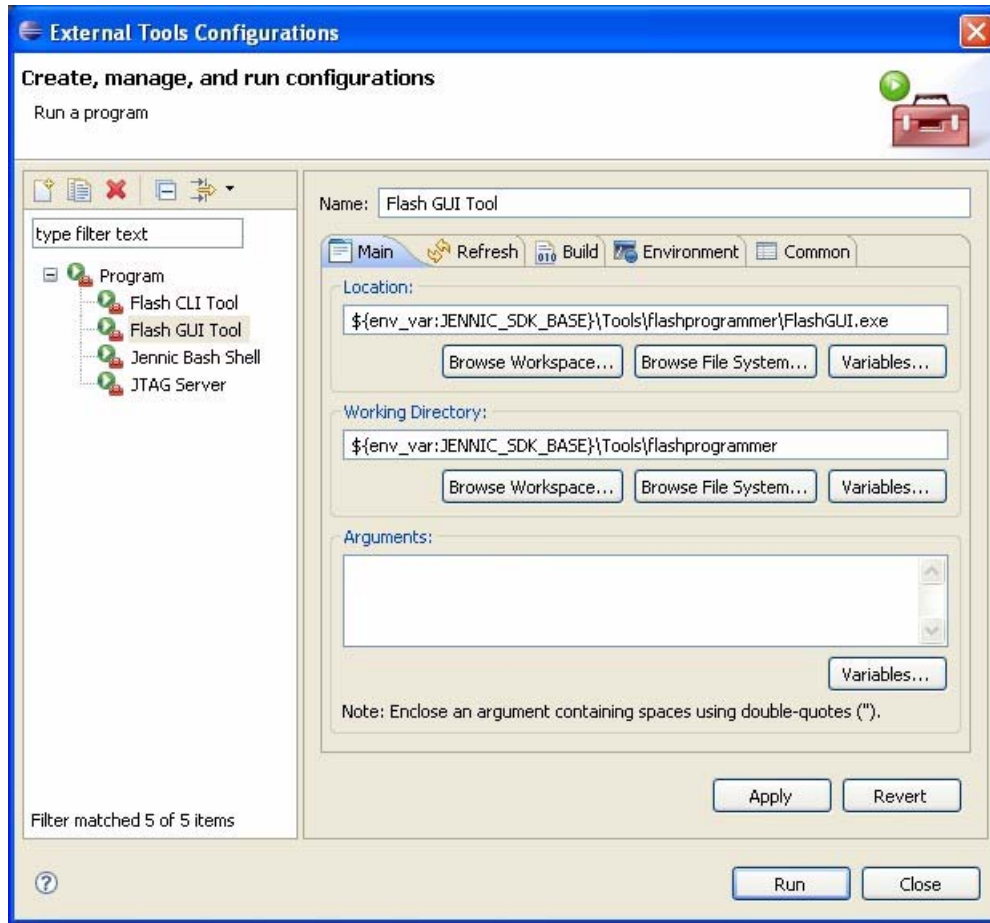 External Tools Configurations
Create, manage, and run configurations
Run a program
type filter text
Program
Flash CLI Tool
Flash GUI Tool
Jennic Bash Shell
JTAG Server
Filter matched 5 of 5 items
Name: Flash GUI Tool
Main Refresh Build Environment Common
Location:
${env_var:JENNIC_SDK_BASE}\Tools\flashprogrammer\FlashGUI.exe
Browse Workspace... Browse File System... Variables...
Working Directory:
${env_var:JENNIC_SDK_BASE}\Tools\flashprogrammer
Browse Workspace... Browse File System... Variables...
Arguments:
Variables...
Note: Enclose an argument containing spaces using double-quotes (").
Apply Revert
Run Close